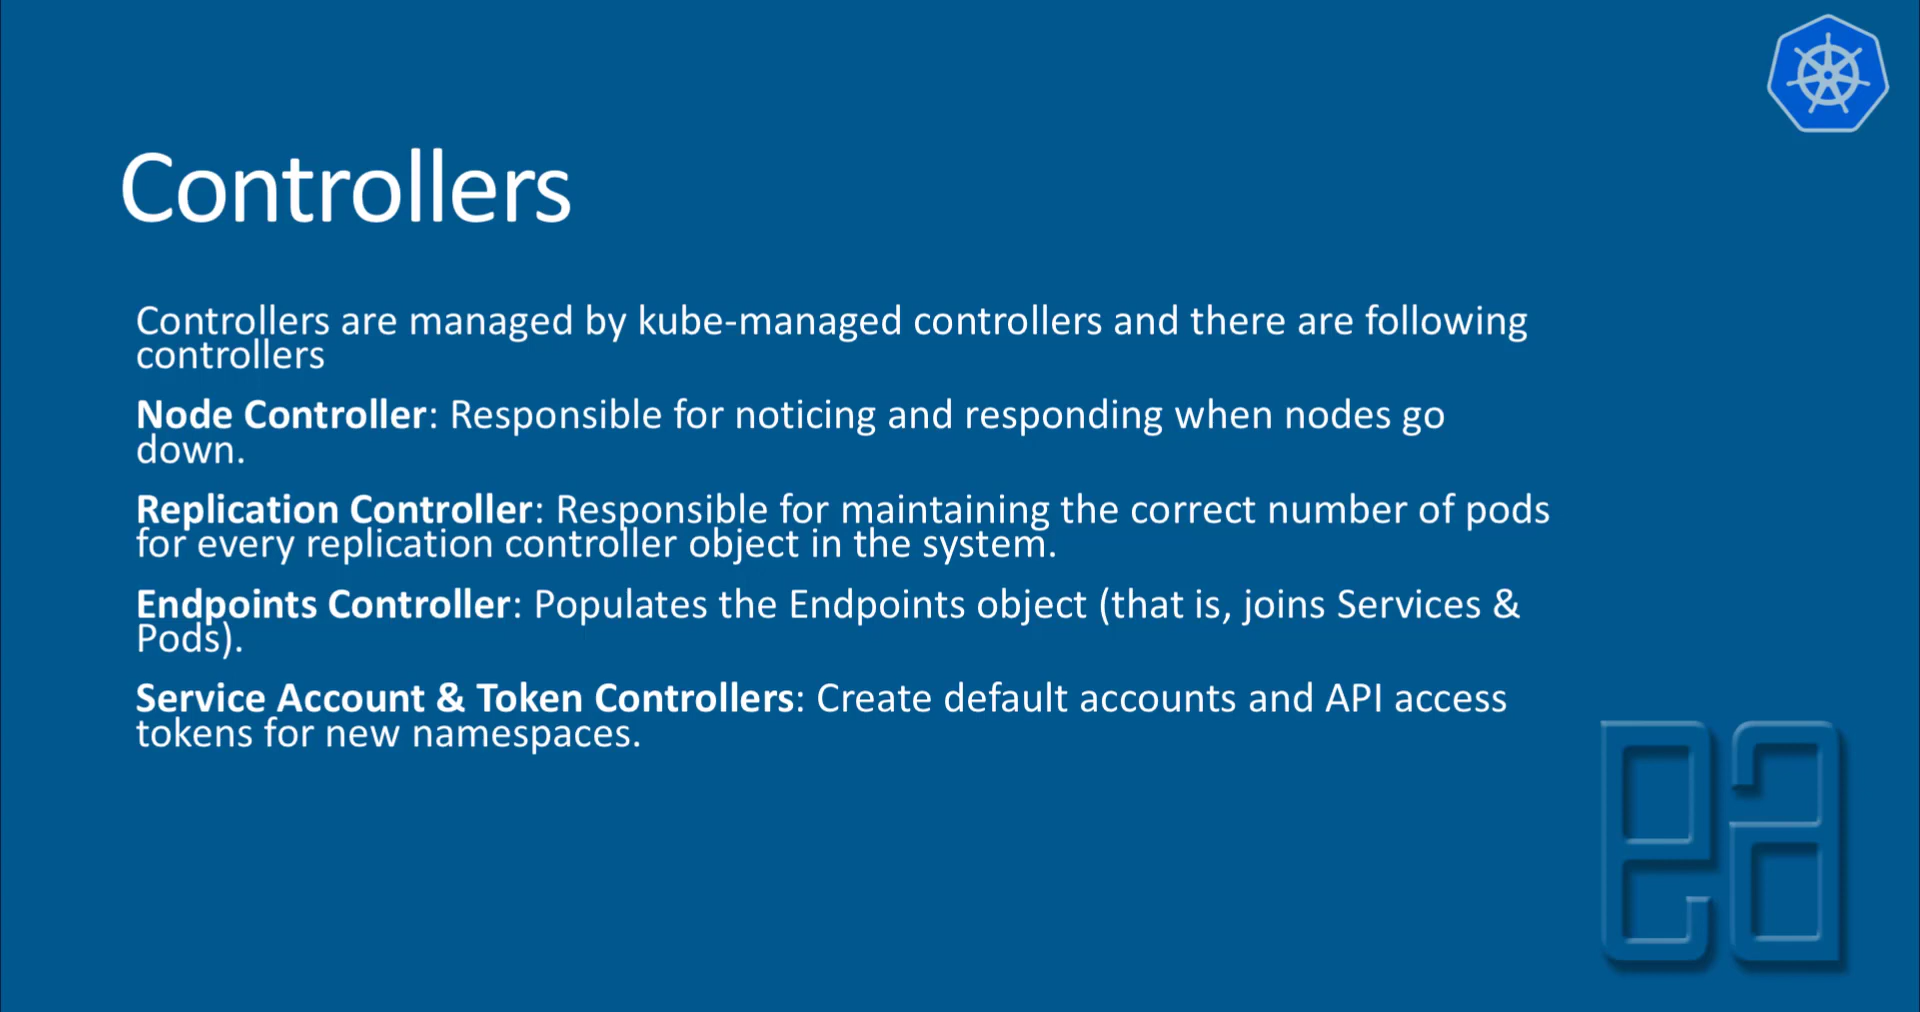 Controllers
Controllers are managed by kube-managed controllers and there are following
controllers
Node Controller: Responsible for noticing and responding when nodes go
down.
Replication Controller: Responsible for maintaining the correct number of pods
for every replication controller object in the system.
Endpoints Controller: Populates the Endpoints object (that is, joins Services &
Pods).
Service Account & Token Controllers: Create default accounts and API access
tokens for new namespaces.
ea